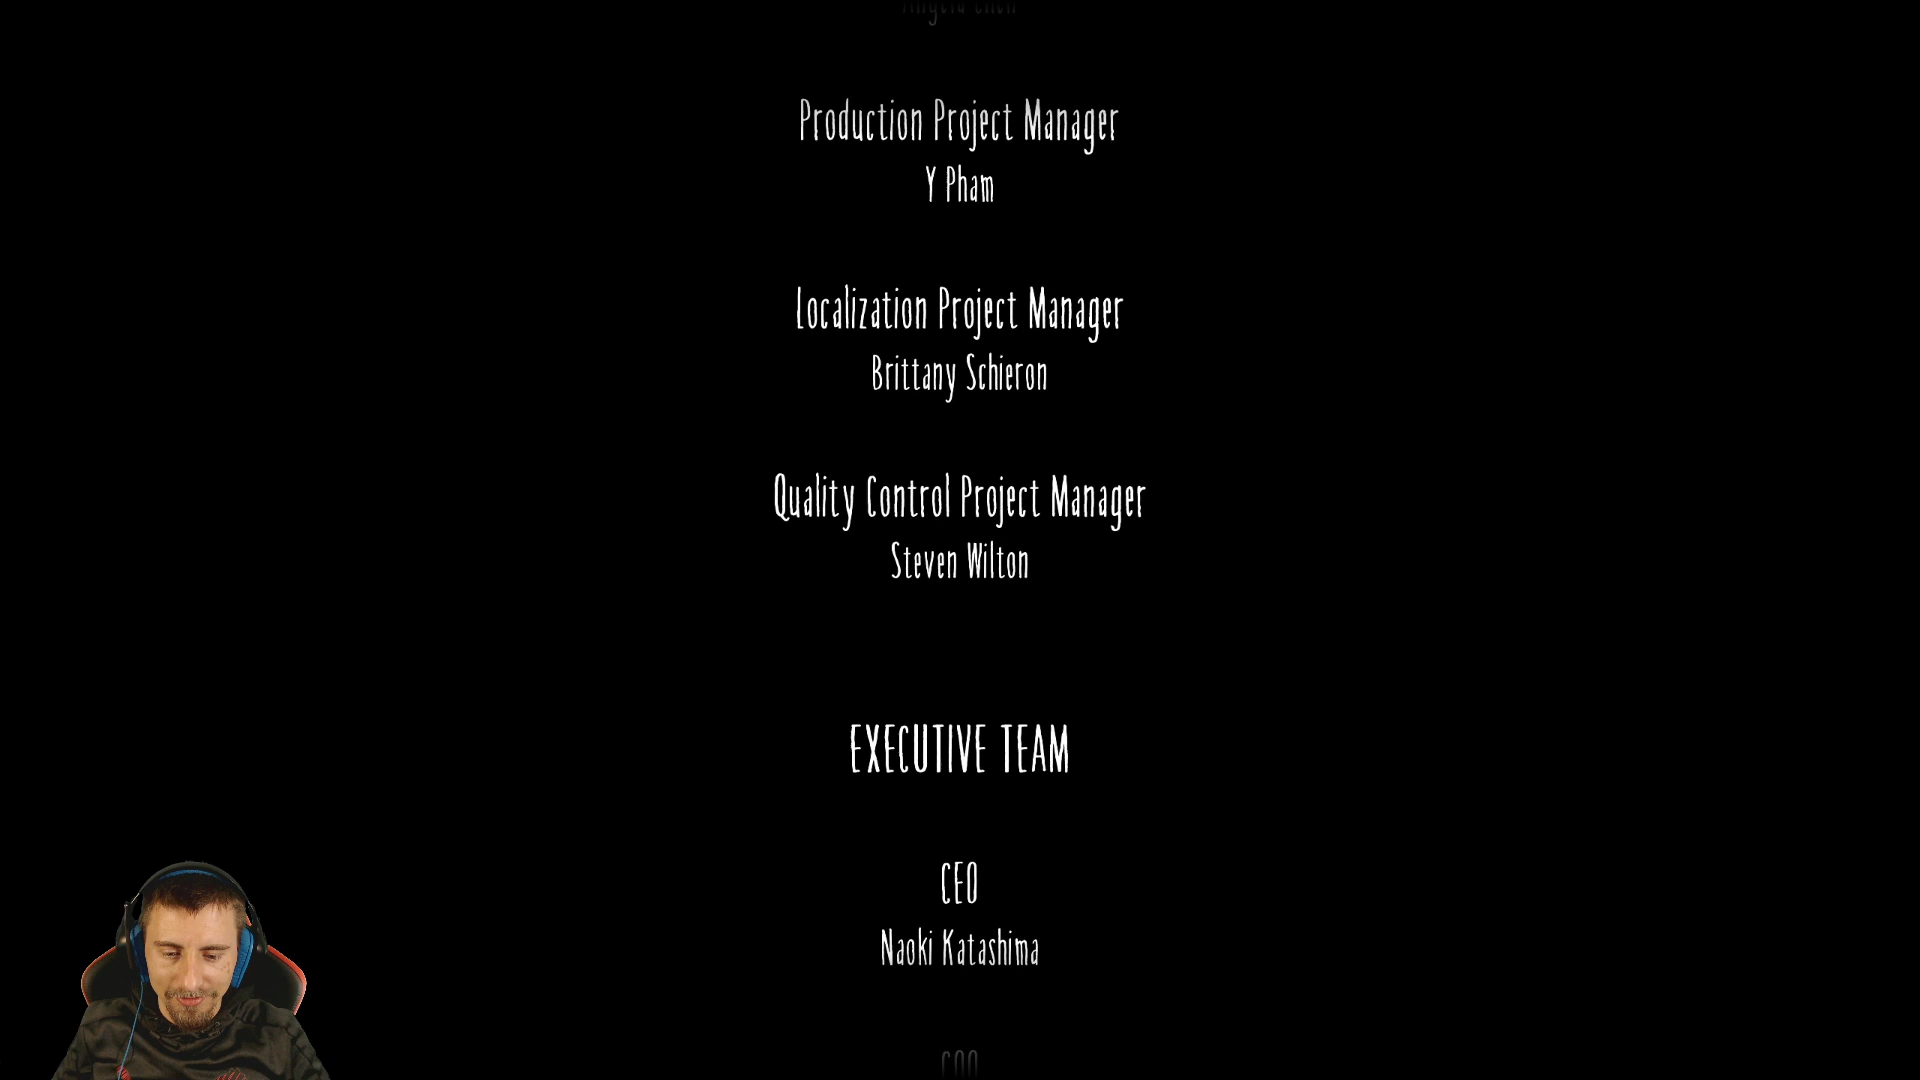 Production Project Manager
Y Pham
Localization Project Manager
Brittany Schieron
Quality Control Project Manager
Steven Wilton
EXECUTIVE TEAM
CEO
Naoki Katashima
COO